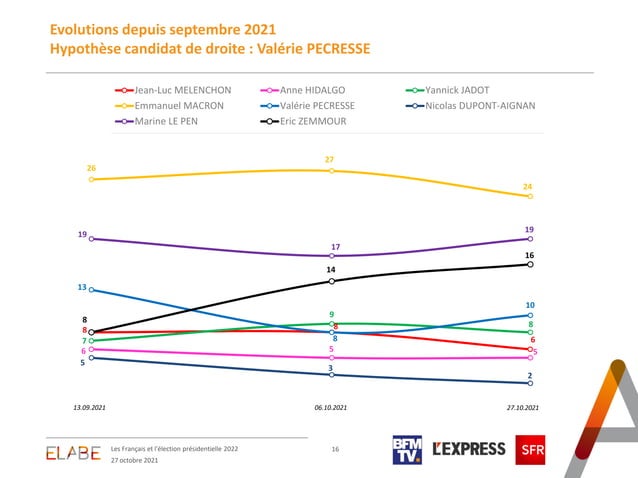 Evolutions depuis septembre 2021
Hypothèse candidat de droite : Valérie PECRESSE
Jean-Luc MELENCHON Anne HIDALGO Yannick JADOT
Emmanuel MACRON Valérie PECRESSE Nicolas DUPONT-AIGNAN
Marine LE PEN Eric ZEMMOUR
26 27 24
19 17 19
14 16
13 10
8 9 8
8 8 6
7 8
6 5 5
5 3 2
13.09.2021 06.10.2021 27.10.2021
ELABE
Les Français et l'élection présidentielle 2022
27 octobre 2021
16
BFM
TV.
L'EXPRESS
SFR